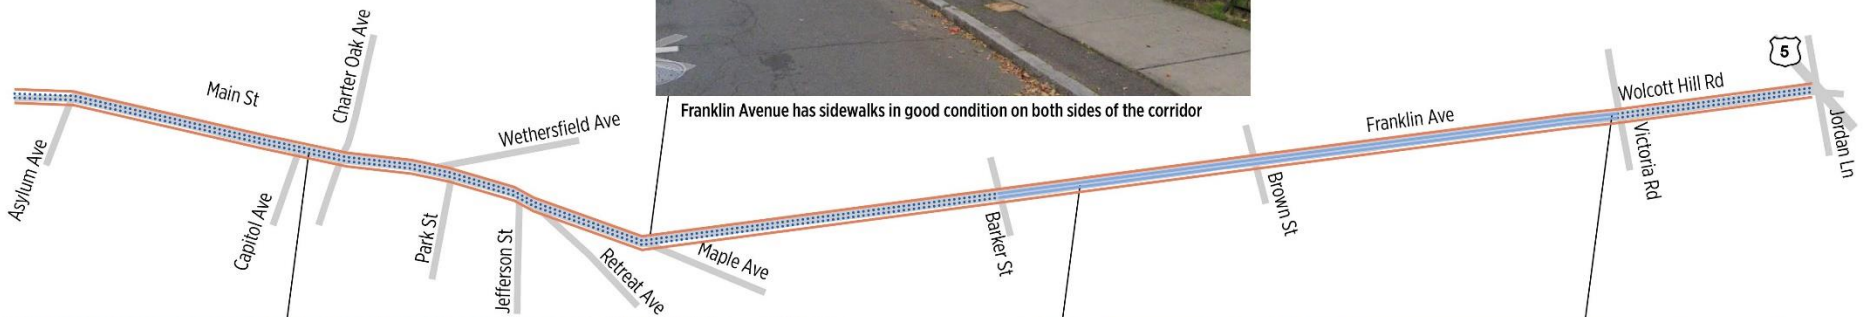 Asylum Ave
Main St
Charter Oak Ave
Capitol Ave
Wethersfield Ave
Park St
Jefferson St
Retreat Ave
Maple Ave
Franklin Avenue has sidewalks in good condition on both sides of the corridor
Barker St
Brown St
Franklin Ave
Wolcott Hill Rd
Victoria Rd
5
Jordan Ln